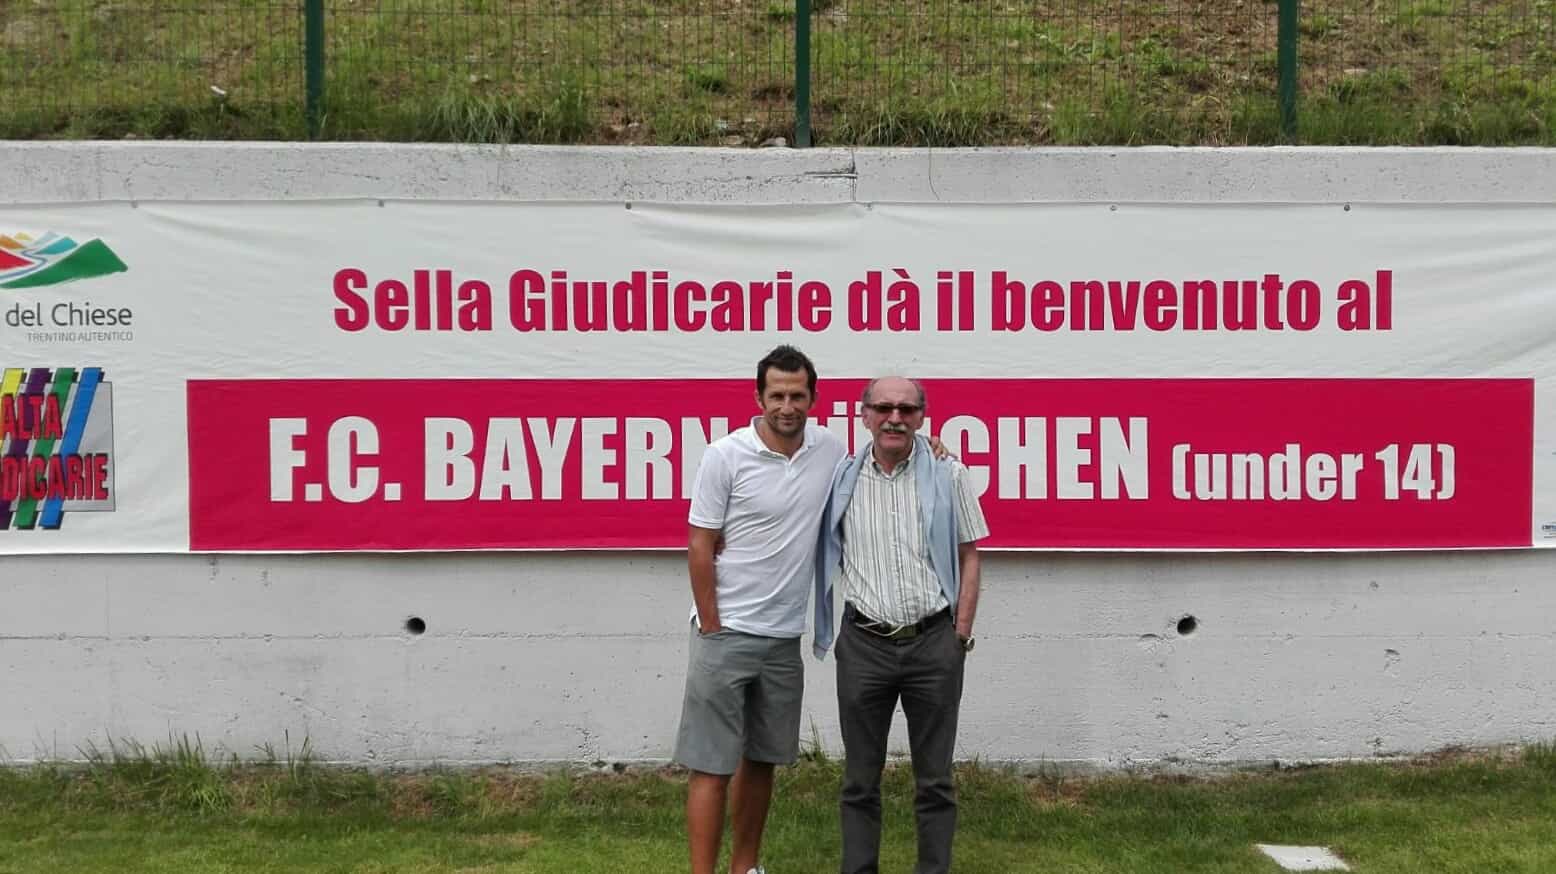 Sella Giudicarie dà il benvenuto al
F.C. BAYERN CHEN (under 14)
del Chiese
TRENTINO AUTENTICO
ALTA
DICARIE